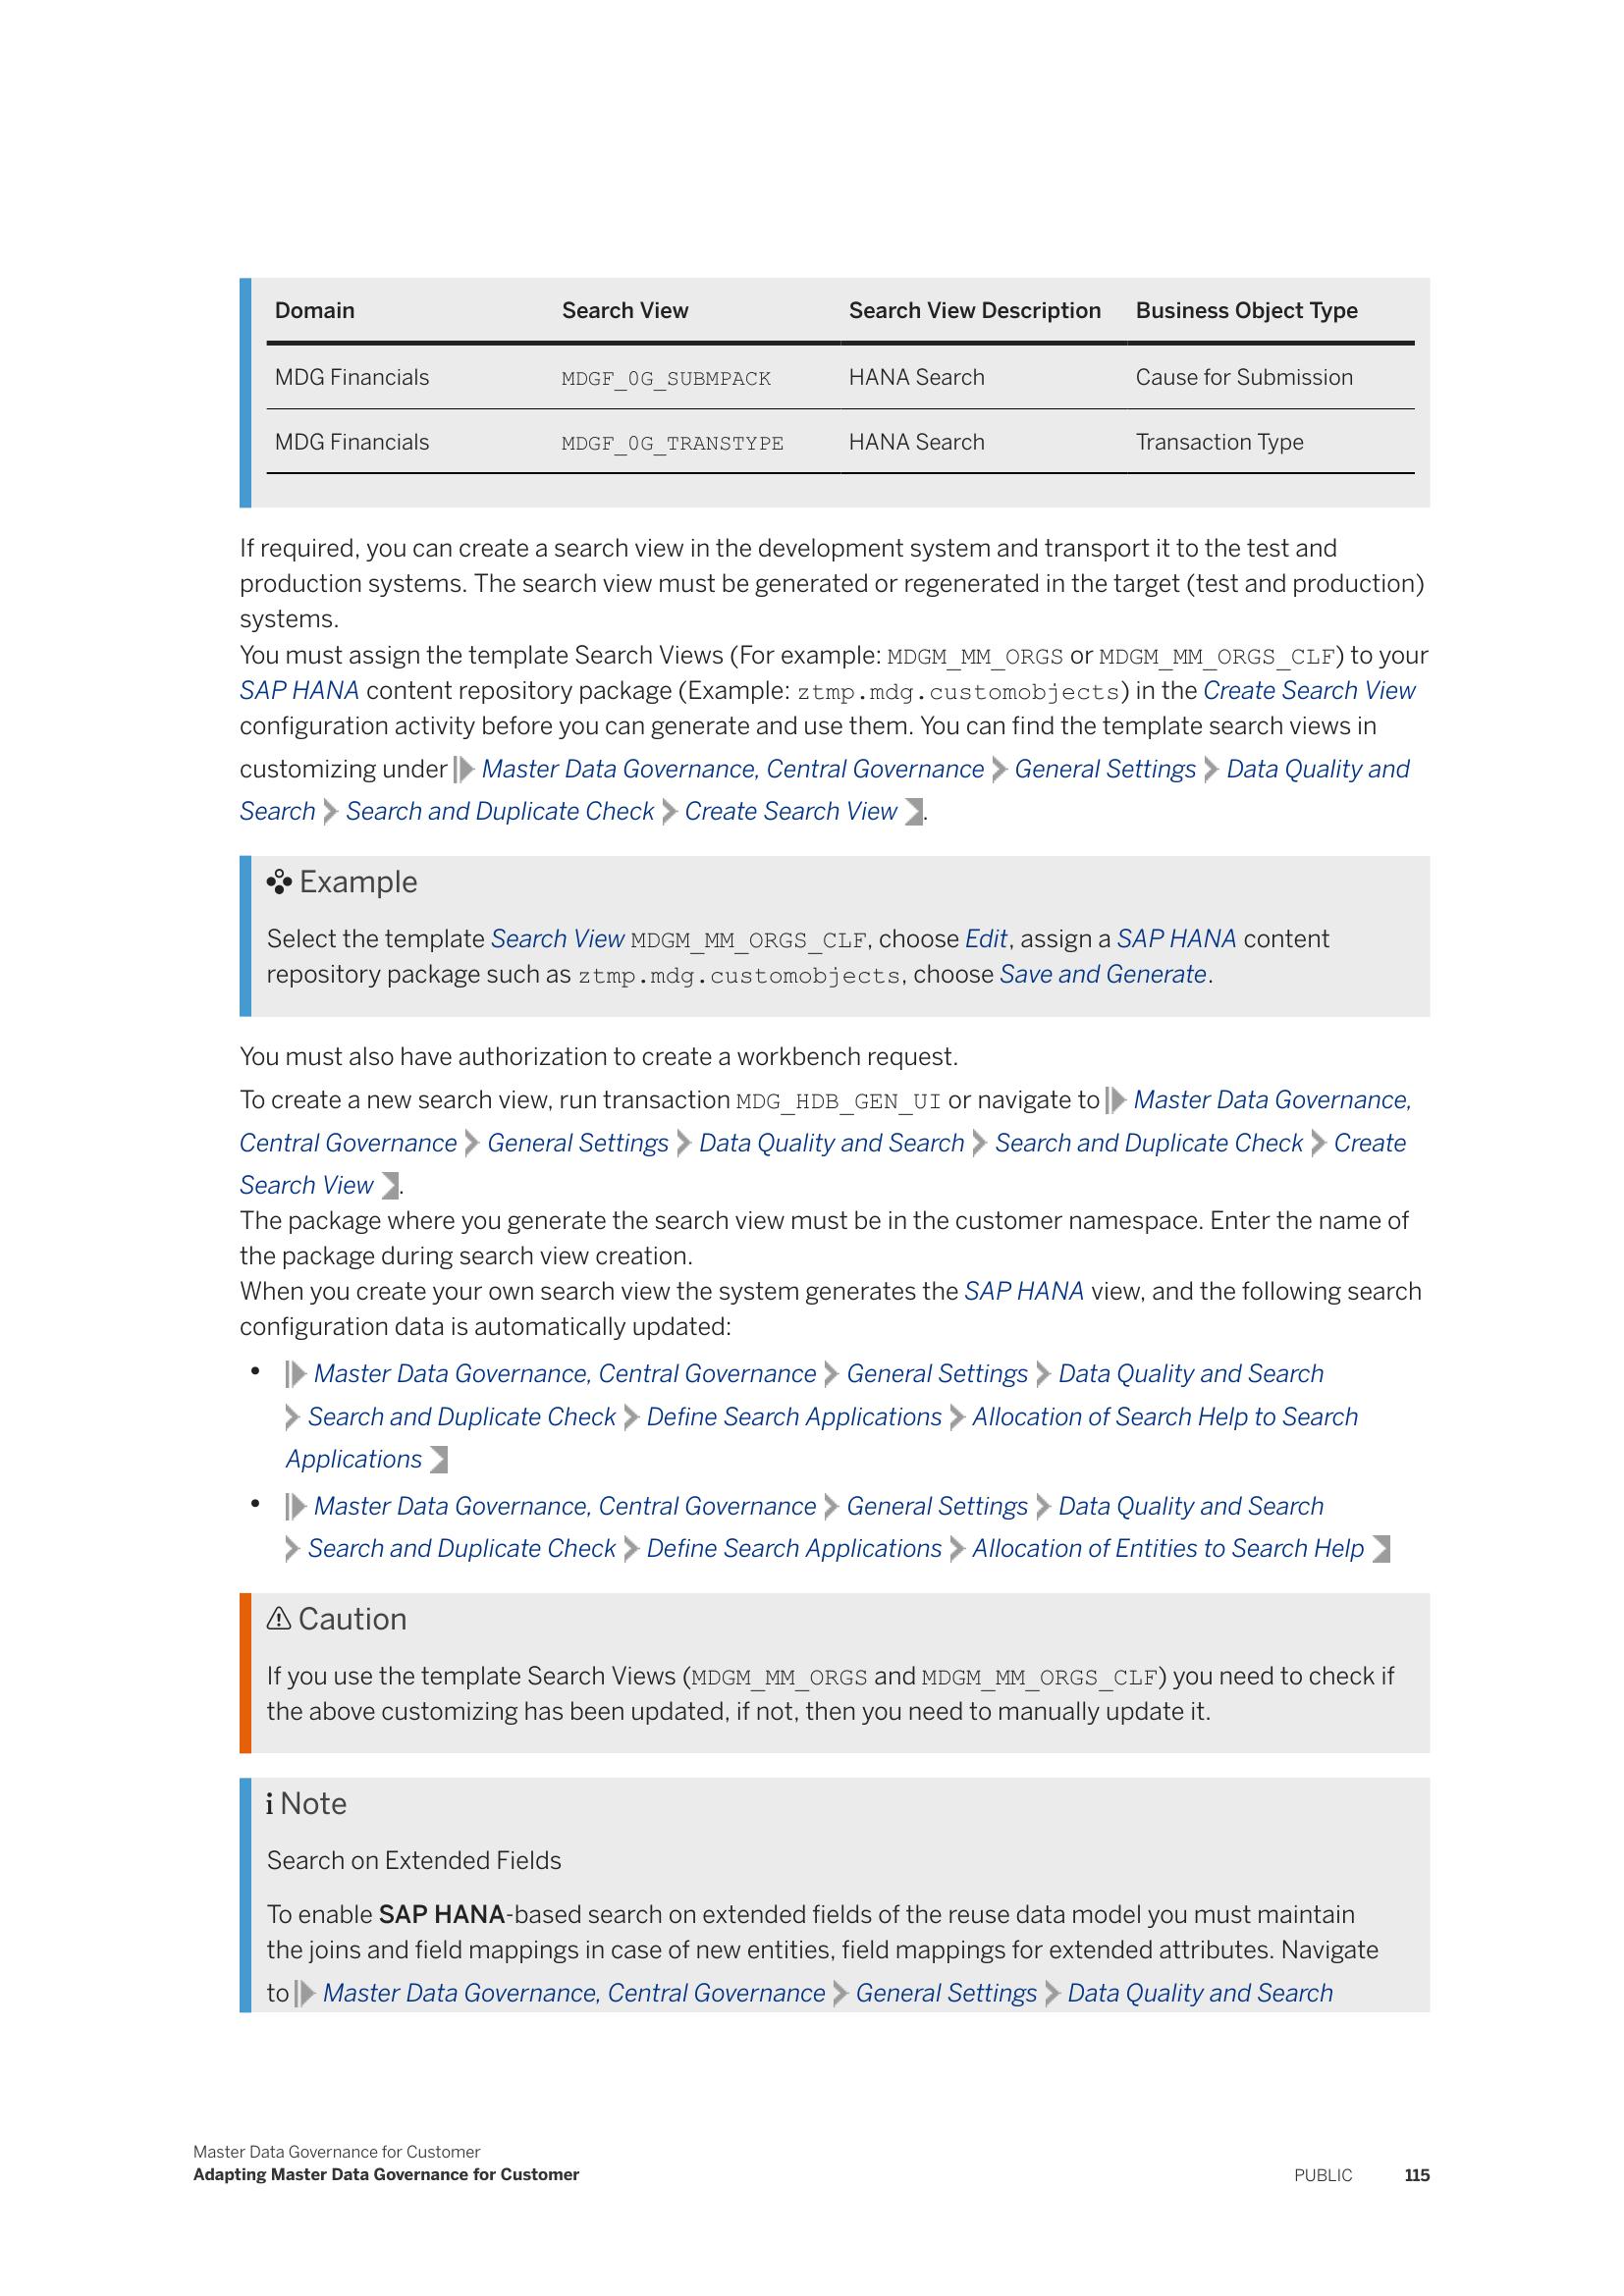 Domain Search View Search View Description Business Object Type
MDG Financials MDGF_0G_SUBMPACK HANA Search Cause for Submission
MDG Financials MDGF_0G_TRANSTYPE HANA Search Transaction Type
If required, you can create a search view in the development system and transport it to the test and
production systems. The search view must be generated or regenerated in the target (test and production)
systems.
You must assign the template Search Views (For example: MDGM_MM_ORGS or MDGM_MM_ORGS_CLF) to your
SAP HANA content repository package (Example: ztmp.mdg.customobjects) in the Create Search View
configuration activity before you can generate and use them. You can find the template search views in
customizing under Master Data Governance, Central Governance General Settings Data Quality and
Search Search and Duplicate Check Create Search View .
Example
Select the template Search View MDGM_MM_ORGS_CLF, choose Edit, assign a SAP HANA content
repository package such as ztmp.mdg.customobjects, choose Save and Generate.
You must also have authorization to create a workbench request.
To create a new search view, run transaction MDG_HDB_GEN_UI or navigate to Master Data Governance,
Central Governance General Settings Data Quality and Search Search and Duplicate Check Create
Search View .
The package where you generate the search view must be in the customer namespace. Enter the name of
the package during search view creation.
When you create your own search view the system generates the SAP HANA view, and the following search
configuration data is automatically updated:
• Master Data Governance, Central Governance General Settings Data Quality and Search
Search and Duplicate Check Define Search Applications Allocation of Search Help to Search
Applications
• Master Data Governance, Central Governance General Settings Data Quality and Search
Search and Duplicate Check Define Search Applications Allocation of Entities to Search Help
Caution
If you use the template Search Views (MDGM_MM_ORGS and MDGM_MM_ORGS_CLF) you need to check if
the above customizing has been updated, if not, then you need to manually update it.
i Note
Search on Extended Fields
To enable SAP HANA-based search on extended fields of the reuse data model you must maintain
the joins and field mappings in case of new entities, field mappings for extended attributes. Navigate
to Master Data Governance, Central Governance General Settings Data Quality and Search
Master Data Governance for Customer
Adapting Master Data Governance for Customer PUBLIC 115